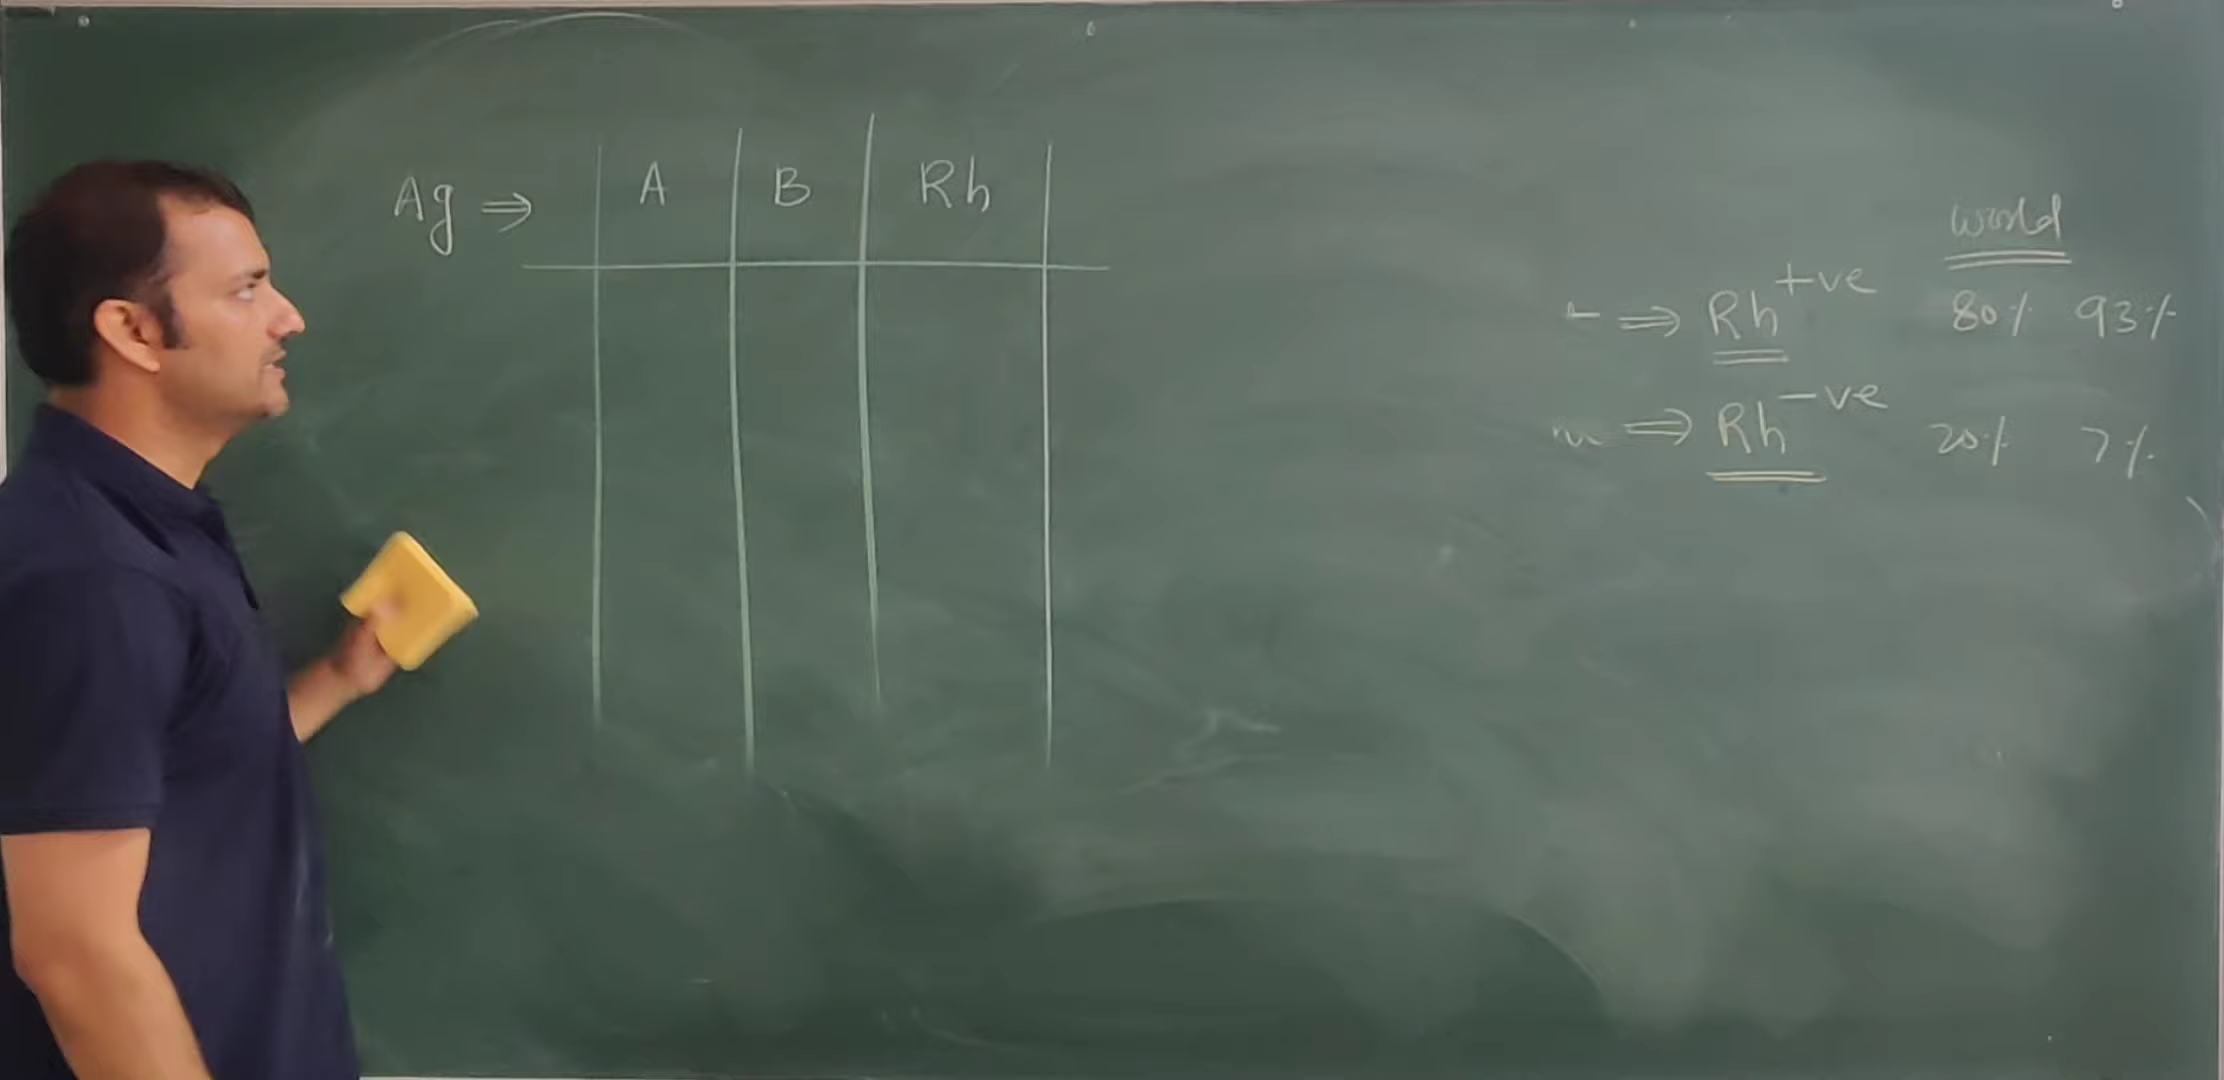 Ag ⇒ A B Rh
world
⇒ Rh+ve 80% 93%
⇒ Rh-ve 20% 7%